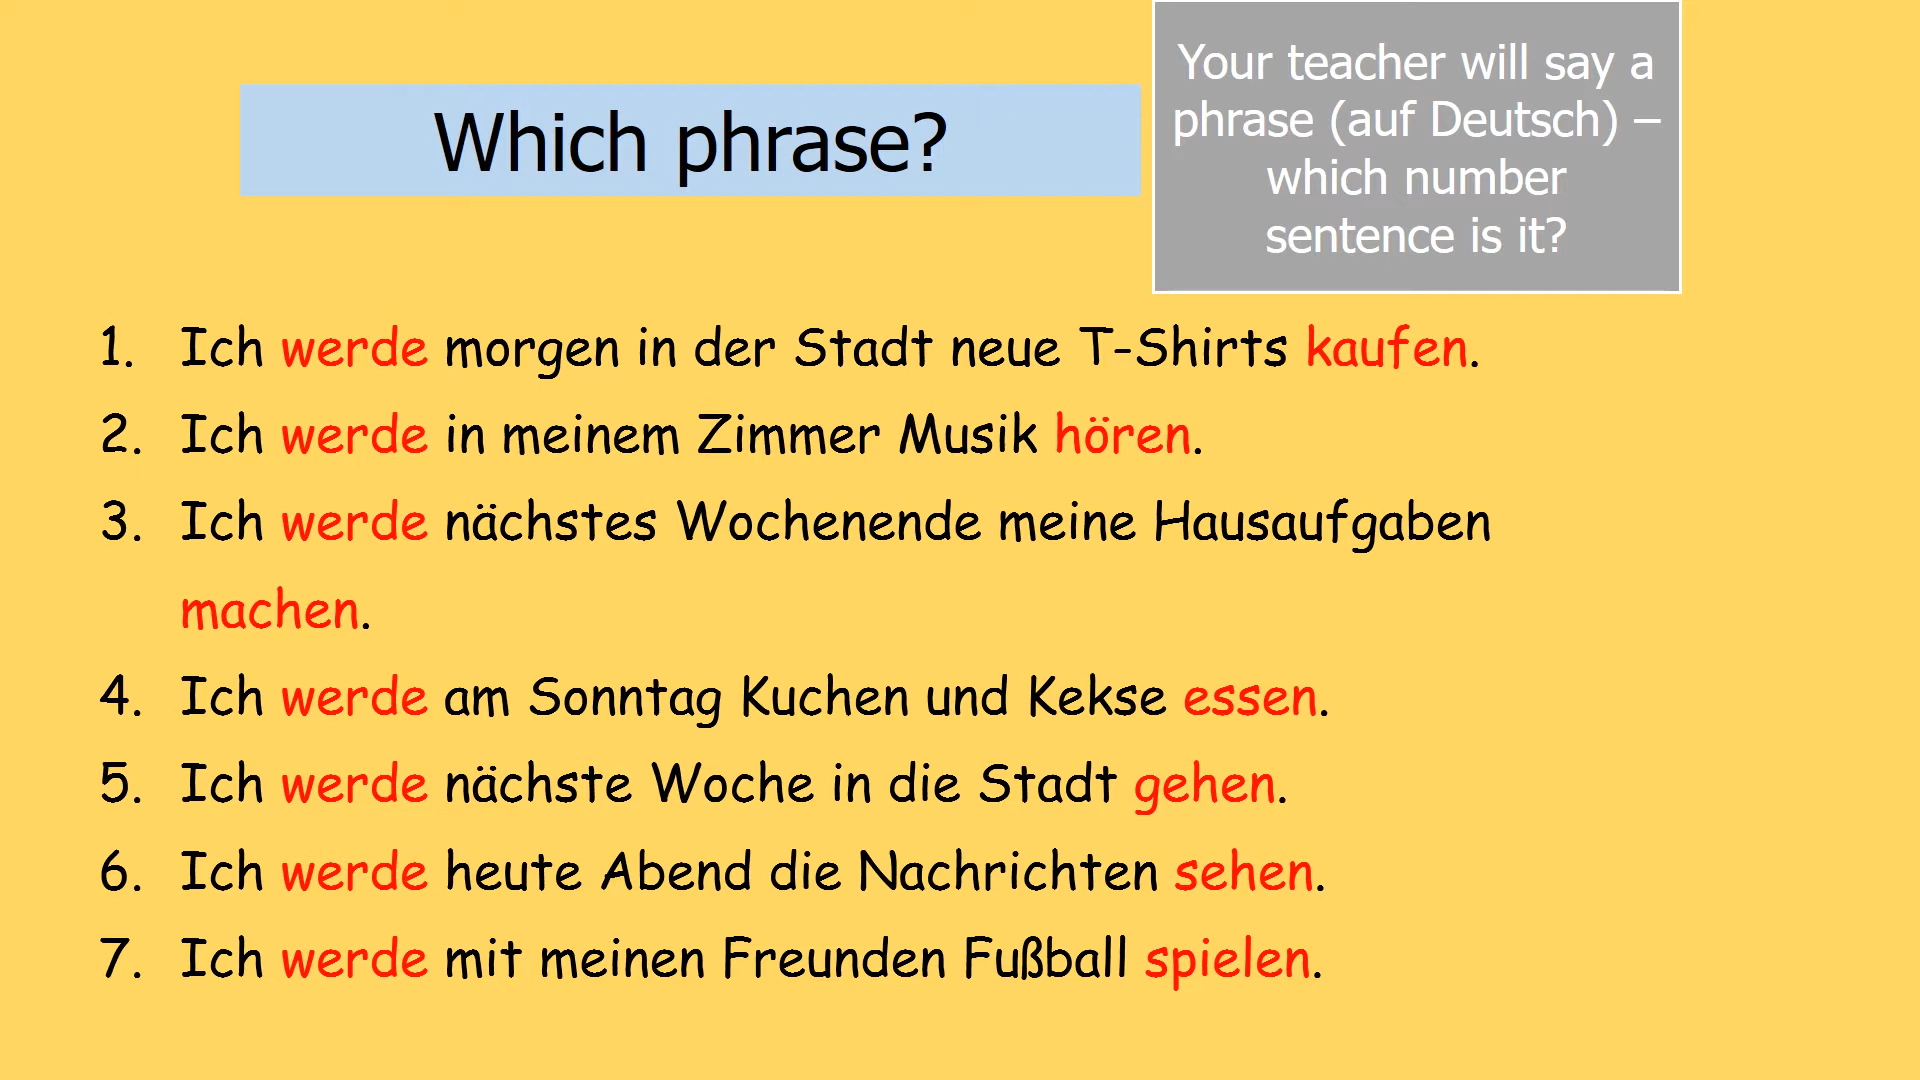 Which phrase?
Your teacher will say a
phrase (auf Deutsch) –
which number
sentence is it?
1. Ich werde morgen in der Stadt neue T-Shirts kaufen.
2. Ich werde in meinem Zimmer Musik hören.
3. Ich werde nächstes Wochenende meine Hausaufgaben
machen.
4. Ich werde am Sonntag Kuchen und Kekse essen.
5. Ich werde nächste Woche in die Stadt gehen.
6. Ich werde heute Abend die Nachrichten sehen.
7. Ich werde mit meinen Freunden Fußball spielen.